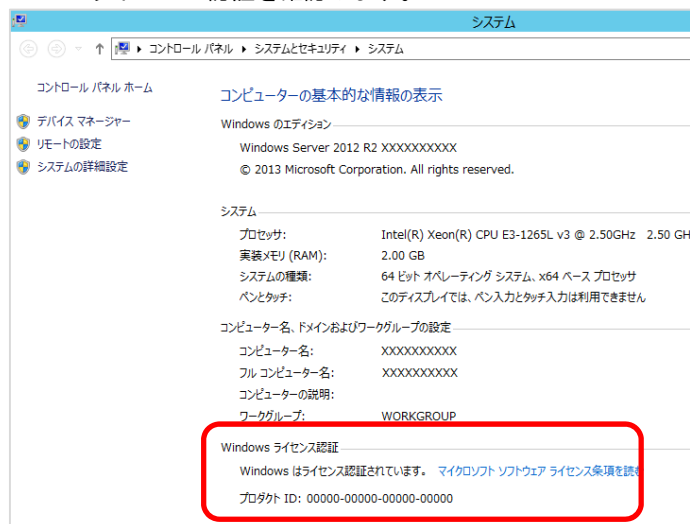 システム
コントロール パネル ▸ システムとセキュリティ ▸ システム
コントロール パネル ホーム
デバイス マネージャー
リモートの設定
システムの詳細設定
コンピューターの基本的な情報の表示
Windows のエディション
Windows Server 2012 R2 XXXXXXXXXX
© 2013 Microsoft Corporation. All rights reserved.
システム
プロセッサ: Intel(R) Xeon(R) CPU E3-1265L v3 @ 2.50GHz 2.50 GH
実装メモリ (RAM): 2.00 GB
システムの種類: 64 ビット オペレーティング システム、x64 ベース プロセッサ
ペンとタッチ: このディスプレイでは、ペン入力とタッチ入力は利用できません
コンピューター名、ドメインおよびワークグループの設定
コンピューター名: XXXXXXXXXX
フル コンピューター名: XXXXXXXXXX
コンピューターの説明:
ワークグループ: WORKGROUP
Windows ライセンス認証
Windows はライセンス認証されています。 マイクロソフト ソフトウェア ライセンス条項を読む
プロダクト ID: 00000-00000-00000-00000